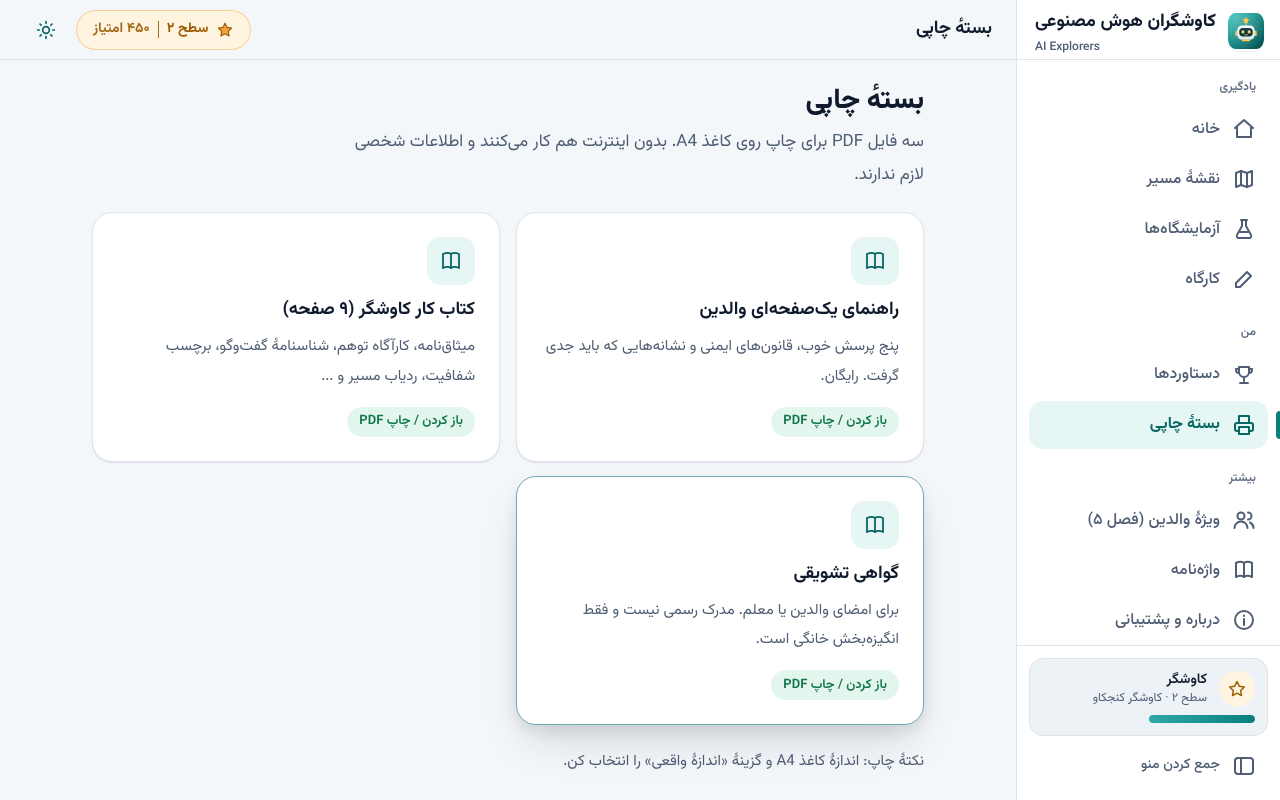 کاوشگران هوش مصنوعی
AI Explorers
بستهٔ چاپی
سطح ۲ | ۴۵۰ امتیاز
یادگیری
خانه
نقشهٔ مسیر
آزمایشگاه‌ها
کارگاه
من
دستاوردها
بستهٔ چاپی
بیشتر
ویژهٔ والدین (فصل ۵)
واژه‌نامه
درباره و پشتیبانی
کاوشگر
سطح ۲ · کاوشگر کنجکاو
جمع کردن منو
بستهٔ چاپی
سه فایل PDF برای چاپ روی کاغذ A4. بدون اینترنت هم کار می‌کنند و اطلاعات شخصی
لازم ندارند.
راهنمای یک‌صفحه‌ای والدین
پنج پرسش خوب، قانون‌های ایمنی و نشانه‌هایی که باید جدی
گرفت. رایگان.
باز کردن / چاپ PDF
کتاب کار کاوشگر (۹ صفحه)
میثاق‌نامه، کارآگاه توهم، شناسنامهٔ گفت‌وگو، برچسب
شفافیت، ردیاب مسیر و ...
باز کردن / چاپ PDF
گواهی تشویقی
برای امضای والدین یا معلم. مدرک رسمی نیست و فقط
انگیزه‌بخش خانگی است.
باز کردن / چاپ PDF
نکتهٔ چاپ: اندازهٔ کاغذ A4 و گزینهٔ «اندازهٔ واقعی» را انتخاب کن.